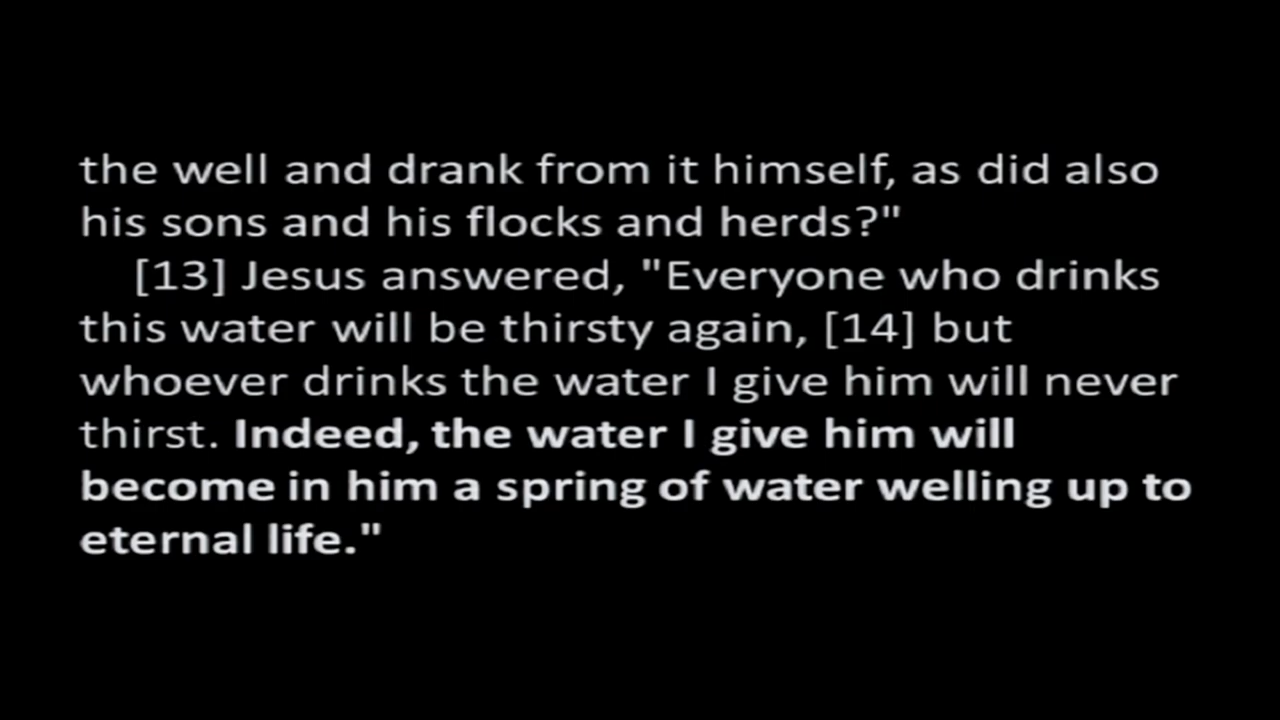 the well and drank from it himself, as did also
his sons and his flocks and herds?"
[13] Jesus answered, "Everyone who drinks
this water will be thirsty again, [14] but
whoever drinks the water I give him will never
thirst. Indeed, the water I give him will
become in him a spring of water welling up to
eternal life."